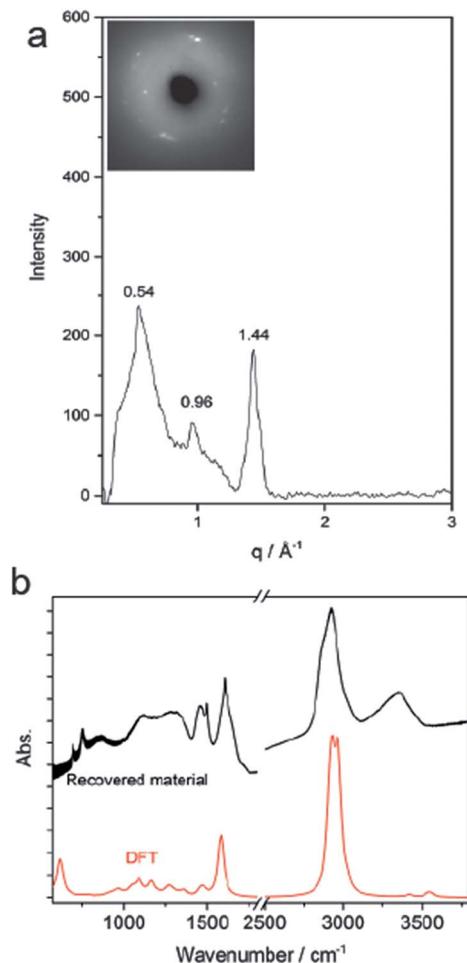 a
600
500
400
300
200
100
0
Intensity
0.54
0.96
1.44
1
2
3
q / Å⁻¹
b
Abs.
Recovered material
DFT
1000
1500
2500
3000
3500
Wavenumber / cm⁻¹